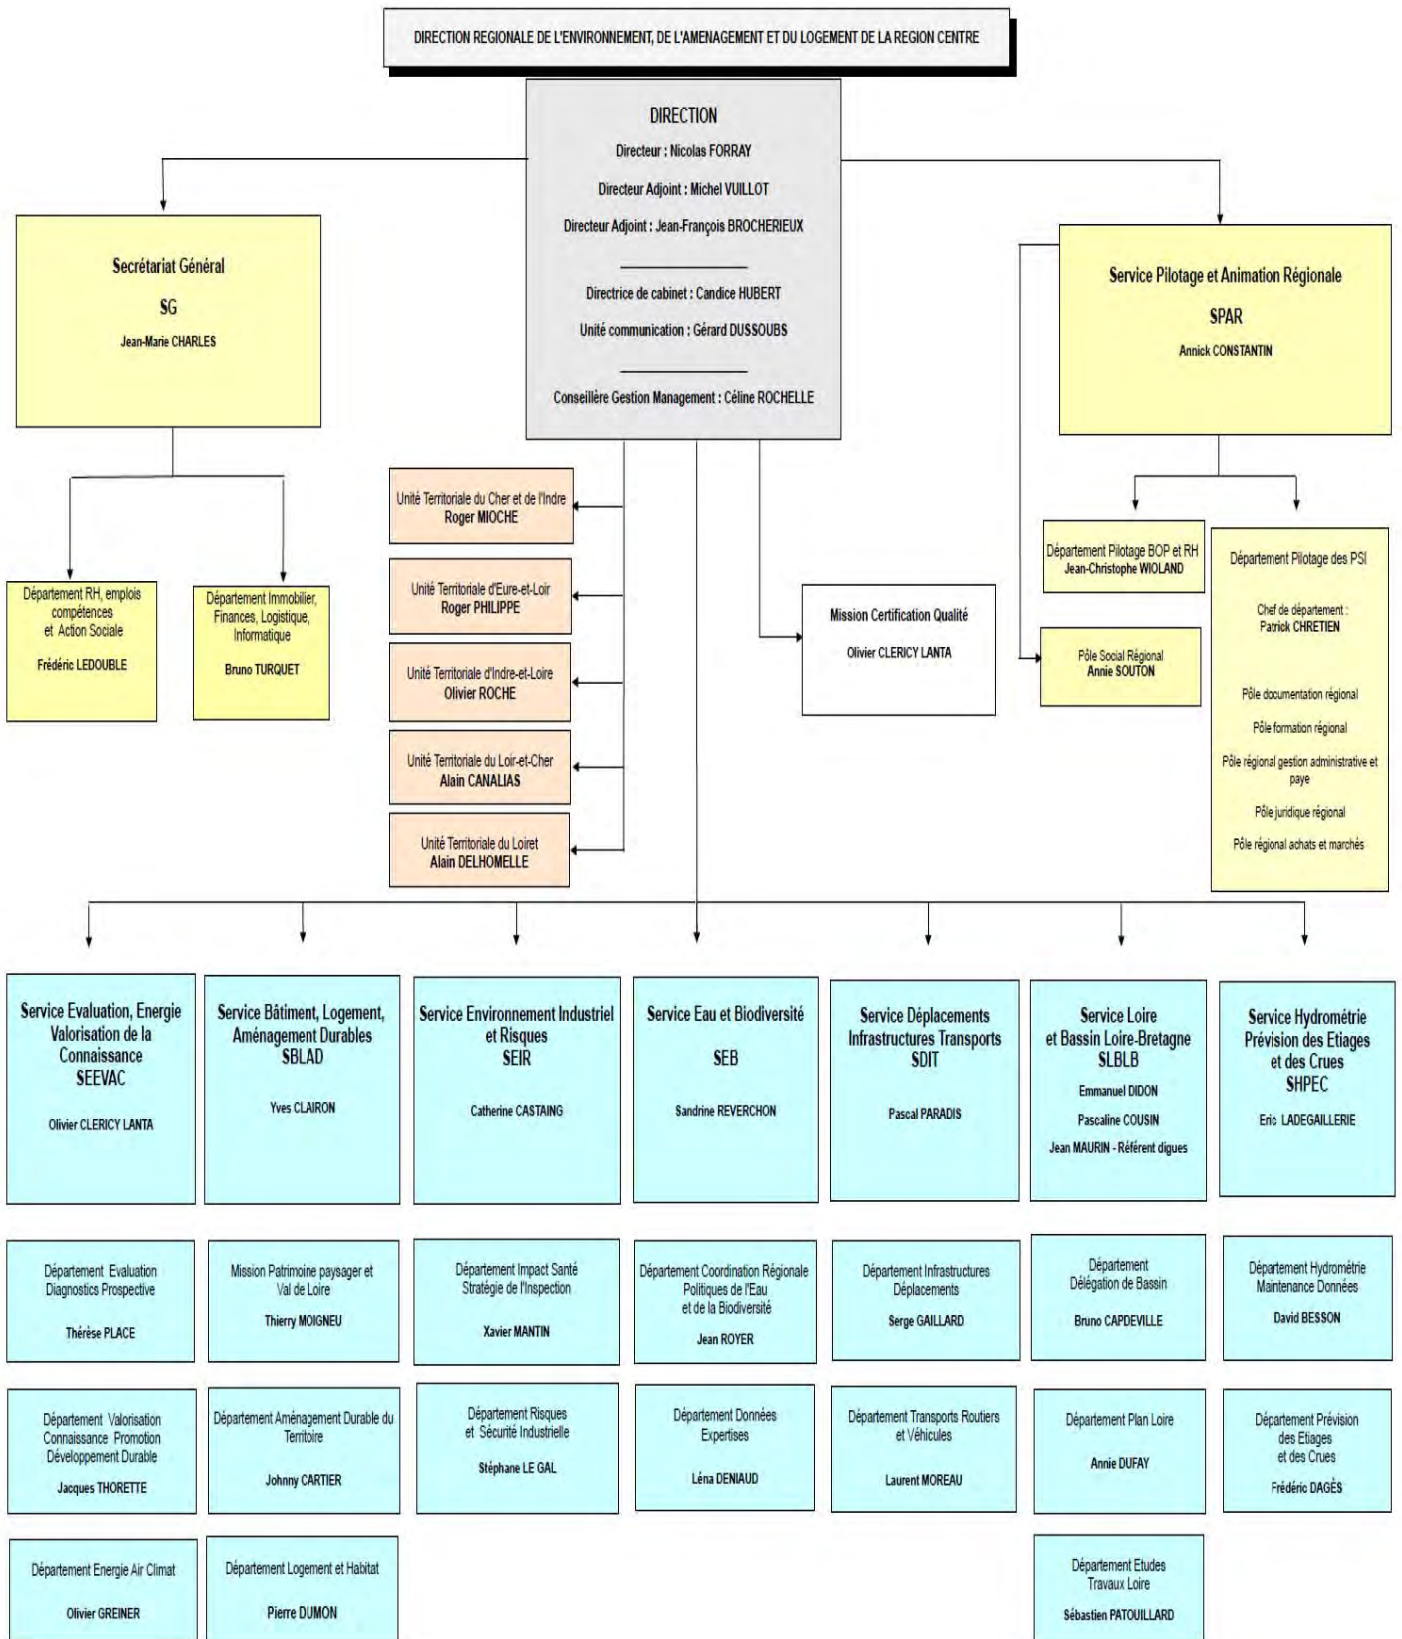 DIRECTION REGIONALE DE L'ENVIRONNEMENT, DE L'AMENAGEMENT ET DU LOGEMENT DE LA REGION CENTRE
DIRECTION
Directeur : Nicolas FORRAY
Directeur Adjoint : Michel VUILLOT
Directeur Adjoint : Jean-François BROCHERIEUX
Directrice de cabinet : Candice HUBERT
Unité communication : Gérard DUSSOUBS
Conseillère Gestion Management : Céline ROCHELLE
Secrétariat Général
SG
Jean-Marie CHARLES
Service Pilotage et Animation Régionale
SPAR
Annick CONSTANTIN
Département RH, emplois
compétences
et Action Sociale
Frédéric LEDOUBLE
Département Immobilier,
Finances, Logistique,
Informatique
Bruno TURQUET
Unité Territoriale du Cher et de l'Indre
Roger MIOCHE
Unité Territoriale d'Eure-et-Loir
Roger PHILIPPE
Unité Territoriale d'Indre-et-Loire
Olivier ROCHE
Unité Territoriale du Loir-et-Cher
Alain CANALIAS
Unité Territoriale du Loiret
Alain DELHOMELLE
Mission Certification Qualité
Olivier CLERICY LANTA
Département Pilotage BOP et RH
Jean-Christophe WIOLAND
Pôle Social Régional
Annie SOUTON
Département Pilotage des PSI
Chef de département :
Patrick CHRETIEN
Pôle documentation régional
Pôle formation régional
Pôle régional gestion administrative et
paye
Pôle juridique régional
Pôle régional achats et marchés
Service Evaluation, Energie
Valorisation de la
Connaissance
SEEVAC
Olivier CLERICY LANTA
Service Bâtiment, Logement,
Aménagement Durables
SBLAD
Yves CLAIRON
Service Environnement Industriel
et Risques
SEIR
Catherine CASTAING
Service Eau et Biodiversité
SEB
Sandrine REVERCHON
Service Déplacements
Infrastructures Transports
SDIT
Pascal PARADIS
Service Loire
et Bassin Loire-Bretagne
SLBLB
Emmanuel DIDON
Pascaline COUSIN
Jean MAURIN - Référent digues
Service Hydrométrie
Prévision des Etiages
et des Crues
SHPEC
Eric LADEGAILLERIE
Département Evaluation
Diagnostics Prospective
Thérèse PLACE
Mission Patrimoine paysager et
Val de Loire
Thierry MOIGNEU
Département Impact Santé
Stratégie de l'Inspection
Xavier MANTIN
Département Coordination Régionale
Politiques de l'Eau
et de la Biodiversité
Jean ROYER
Département Infrastructures
Déplacements
Serge GAILLARD
Département
Délégation de Bassin
Bruno CAPDEVILLE
Département Hydrométrie
Maintenance Données
David BESSON
Département Valorisation
Connaissance Promotion
Développement Durable
Jacques THORETTE
Département Aménagement Durable du
Territoire
Johnny CARTIER
Département Risques
et Sécurité Industrielle
Stéphane LE GAL
Département Données
Expertises
Léna DENIAUD
Département Transports Routiers
et Véhicules
Laurent MOREAU
Département Plan Loire
Annie DUFAY
Département Prévision
des Etiages
et des Crues
Frédéric DAGÈS
Département Energie Air Climat
Olivier GREINER
Département Logement et Habitat
Pierre DUMON
Département Etudes
Travaux Loire
Sébastien PATOUILLARD